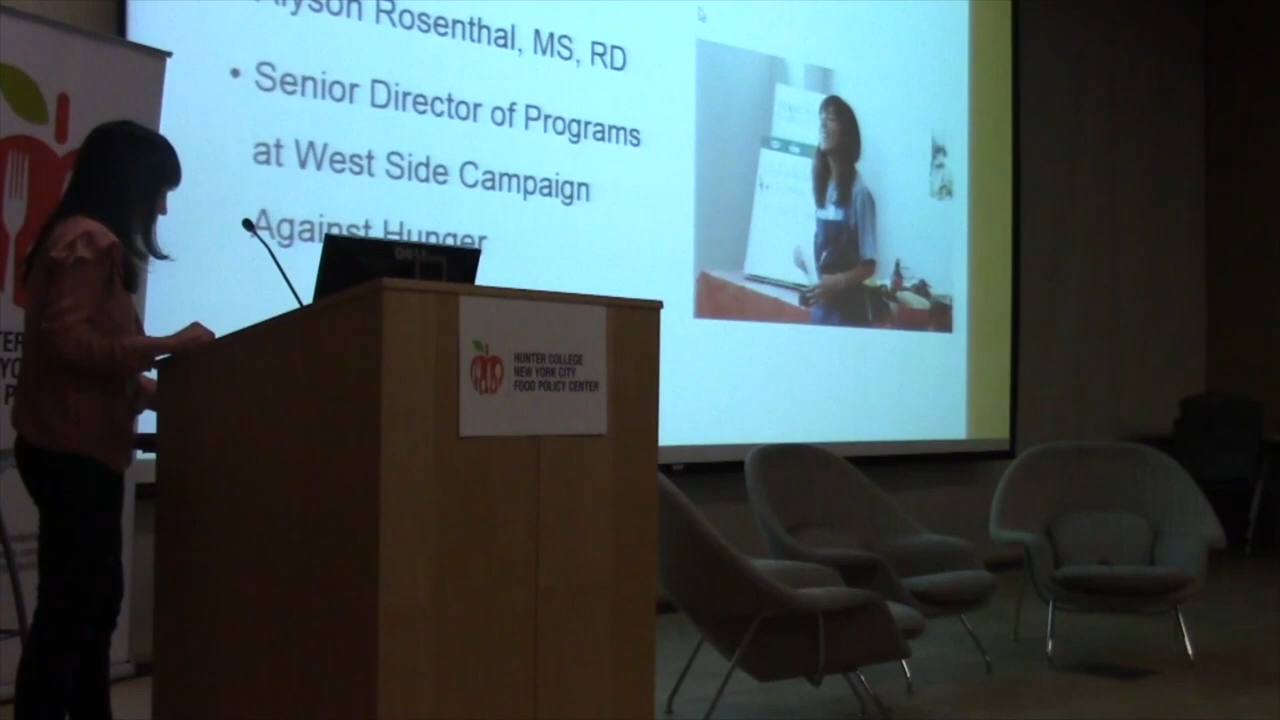 Alyson Rosenthal, MS, RD
• Senior Director of Programs
at West Side Campaign
Against Hunger
DELL
HUNTER COLLEGE
NEW YORK CITY
FOOD POLICY CENTER